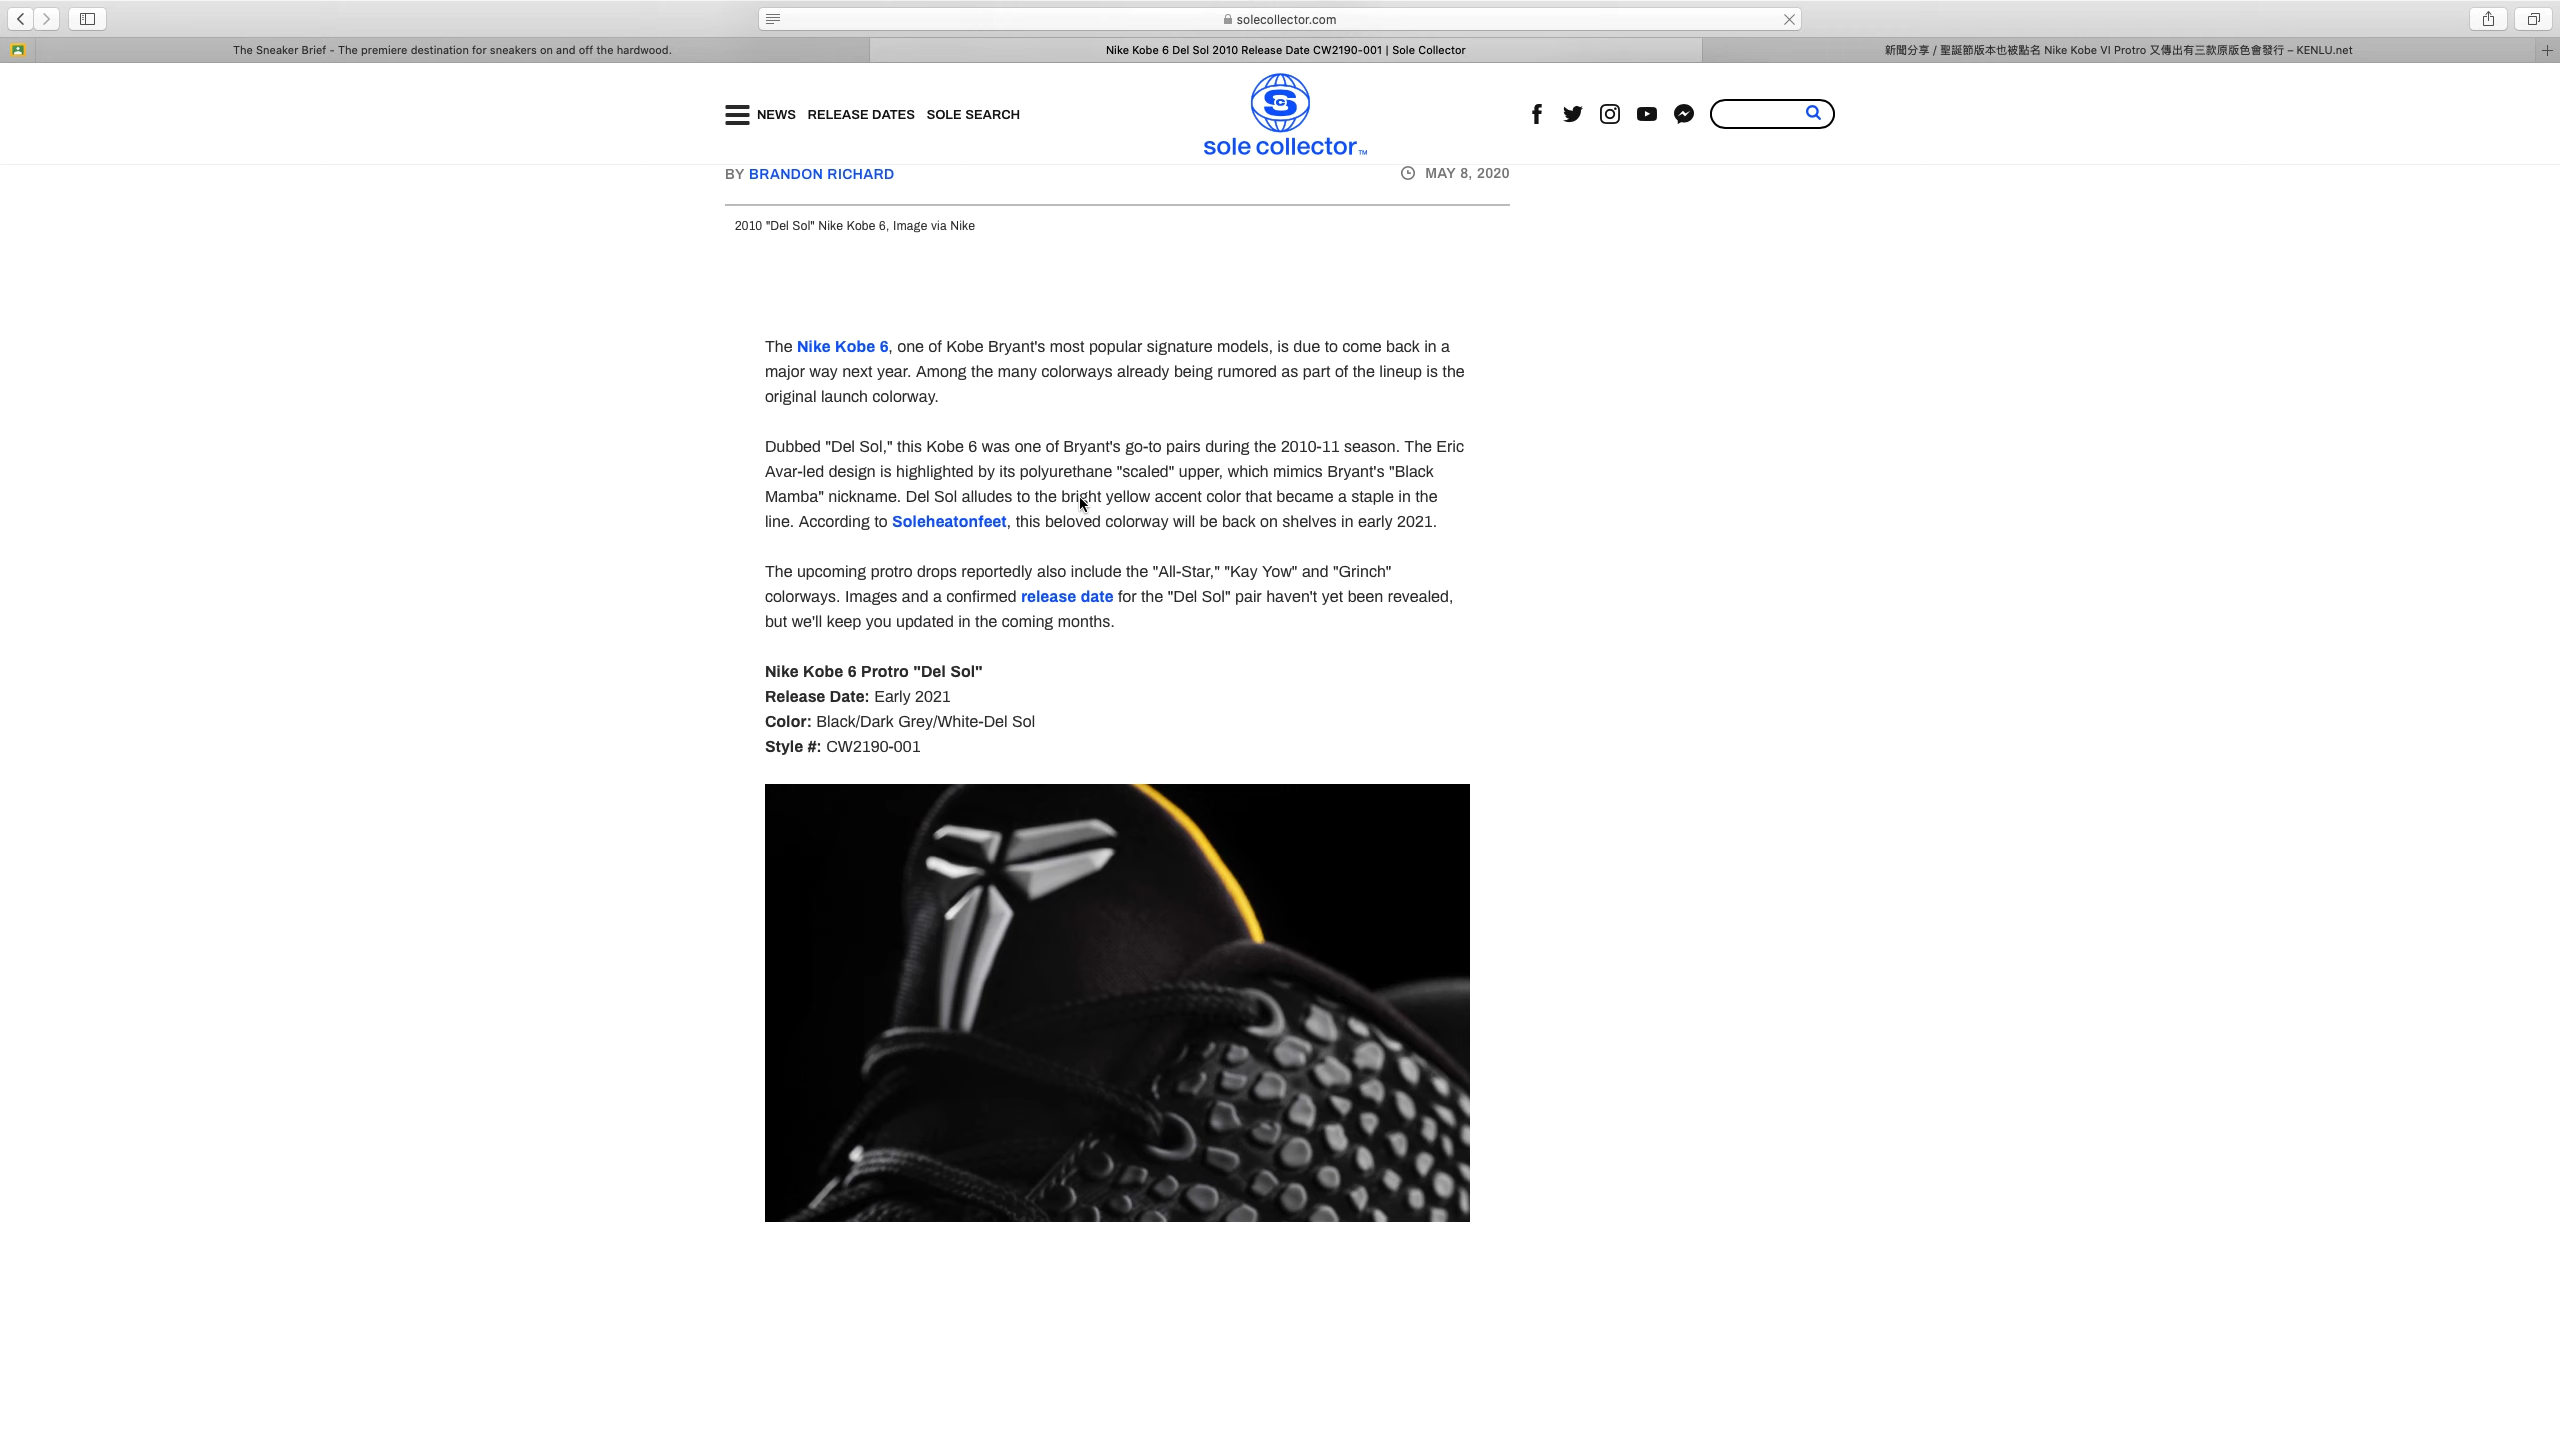 solecollector.com
The Sneaker Brief - The premiere destination for sneakers on and off the hardwood.
Nike Kobe 6 Del Sol 2010 Release Date CW2190-001 | Sole Collector
新聞分享 / 聖誕節版本也被點名 Nike Kobe VI Protro 又傳出有三款原版色會發行 – KENLU.net
NEWS RELEASE DATES SOLE SEARCH
sole collector™
BY BRANDON RICHARD
MAY 8, 2020
2010 "Del Sol" Nike Kobe 6, Image via Nike
The Nike Kobe 6, one of Kobe Bryant's most popular signature models, is due to come back in a
major way next year. Among the many colorways already being rumored as part of the lineup is the
original launch colorway.
Dubbed "Del Sol," this Kobe 6 was one of Bryant's go-to pairs during the 2010-11 season. The Eric
Avar-led design is highlighted by its polyurethane "scaled" upper, which mimics Bryant's "Black
Mamba" nickname. Del Sol alludes to the bright yellow accent color that became a staple in the
line. According to Soleheatonfeet, this beloved colorway will be back on shelves in early 2021.
The upcoming protro drops reportedly also include the "All-Star," "Kay Yow" and "Grinch"
colorways. Images and a confirmed release date for the "Del Sol" pair haven't yet been revealed,
but we'll keep you updated in the coming months.
Nike Kobe 6 Protro "Del Sol"
Release Date: Early 2021
Color: Black/Dark Grey/White-Del Sol
Style #: CW2190-001